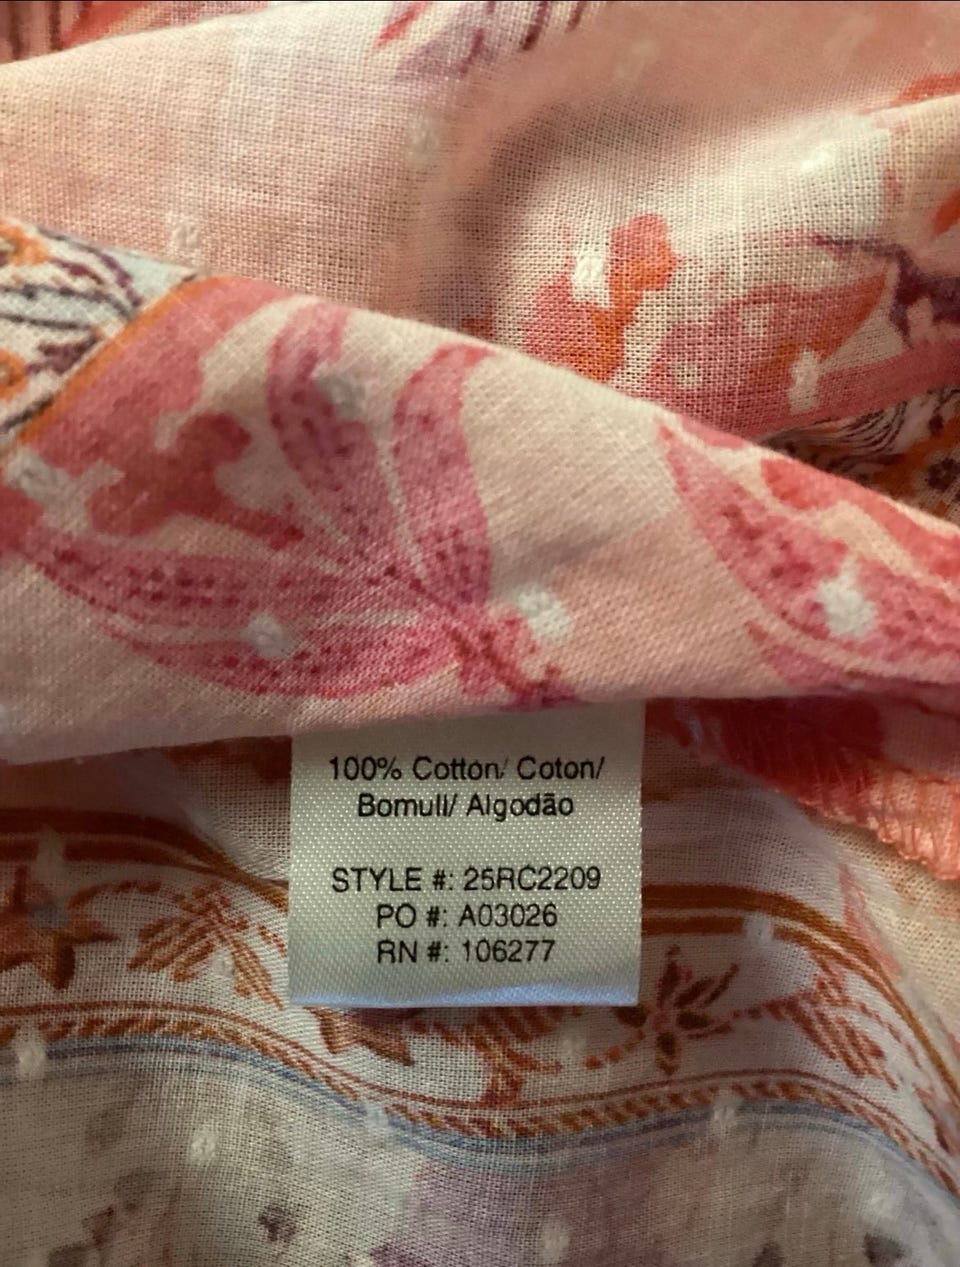 100% Cotton/ Coton/
Bomull/ Algodão
STYLE #: 25RC2209
PO #: A03026
RN #: 106277